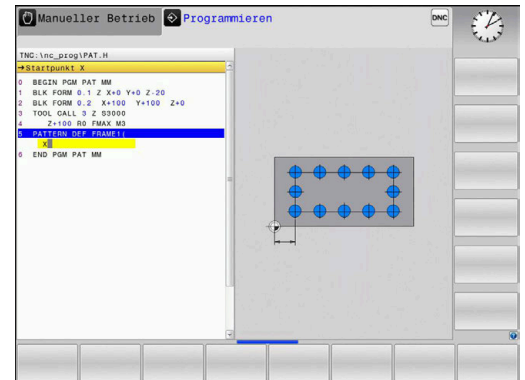 Manueller Betrieb
Programmieren
DNC
TNC:\nc_prog\PAT.H
→Startpunkt X
0 BEGIN PGM PAT MM
1 BLK FORM 0.1 Z X+0 Y+0 Z-20
2 BLK FORM 0.2 X+100 Y+100 Z+0
3 TOOL CALL 3 Z S3000
4 Z+100 R0 FMAX M3
5 PATTERN DEF FRAME1(
X
6 END PGM PAT MM